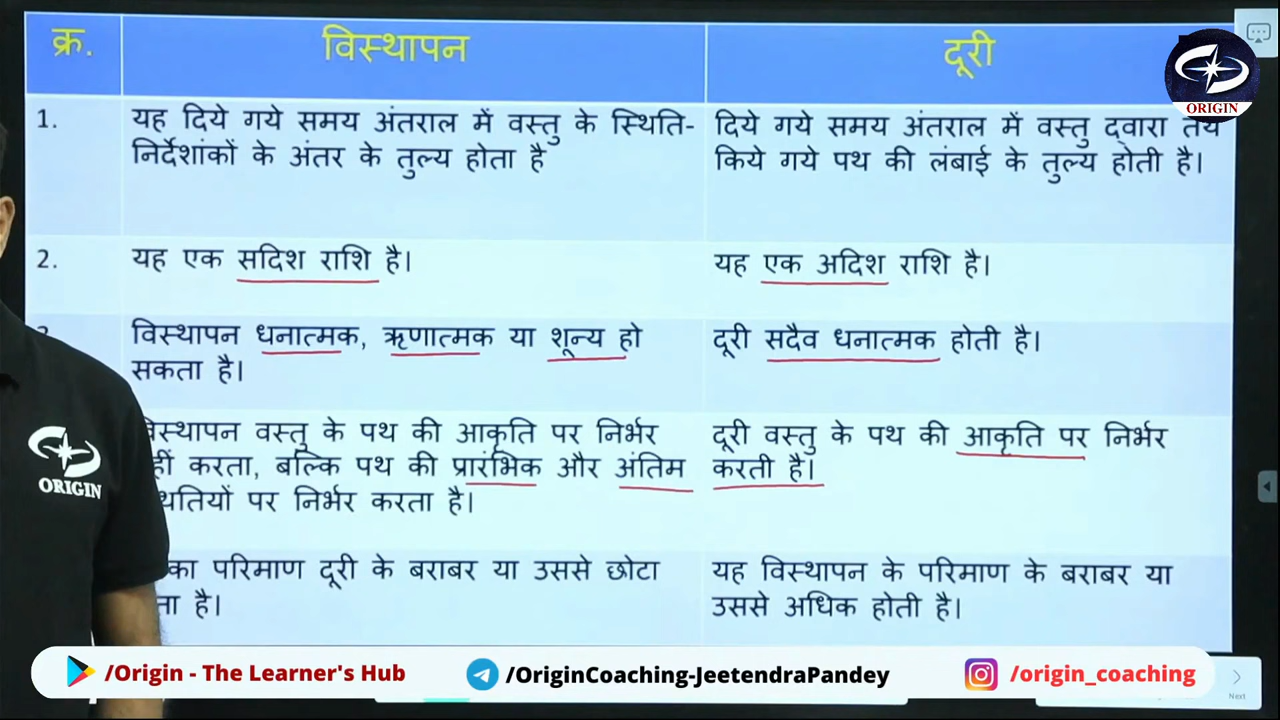 क्र. विस्थापन दूरी
ORIGIN
1. यह दिये गये समय अंतराल में वस्तु के स्थिति-
निर्देशांकों के अंतर के तुल्य होता है
दिये गये समय अंतराल में वस्तु द्वारा तय
किये गये पथ की लंबाई के तुल्य होती है।
2. यह एक सदिश राशि है।
यह एक अदिश राशि है।
विस्थापन धनात्मक, ऋणात्मक या शून्य हो
सकता है।
दूरी सदैव धनात्मक होती है।
विस्थापन वस्तु के पथ की आकृति पर निर्भर
करता, बल्कि पथ की प्रारंभिक और अंतिम
पर निर्भर करता है।
दूरी वस्तु के पथ की आकृति पर निर्भर
करती है।
का परिमाण दूरी के बराबर या उससे छोटा
है।
यह विस्थापन के परिमाण के बराबर या
उससे अधिक होती है।
ORIGIN
/Origin - The Learner's Hub
/OriginCoaching-JeetendraPandey
/origin_coaching
Next